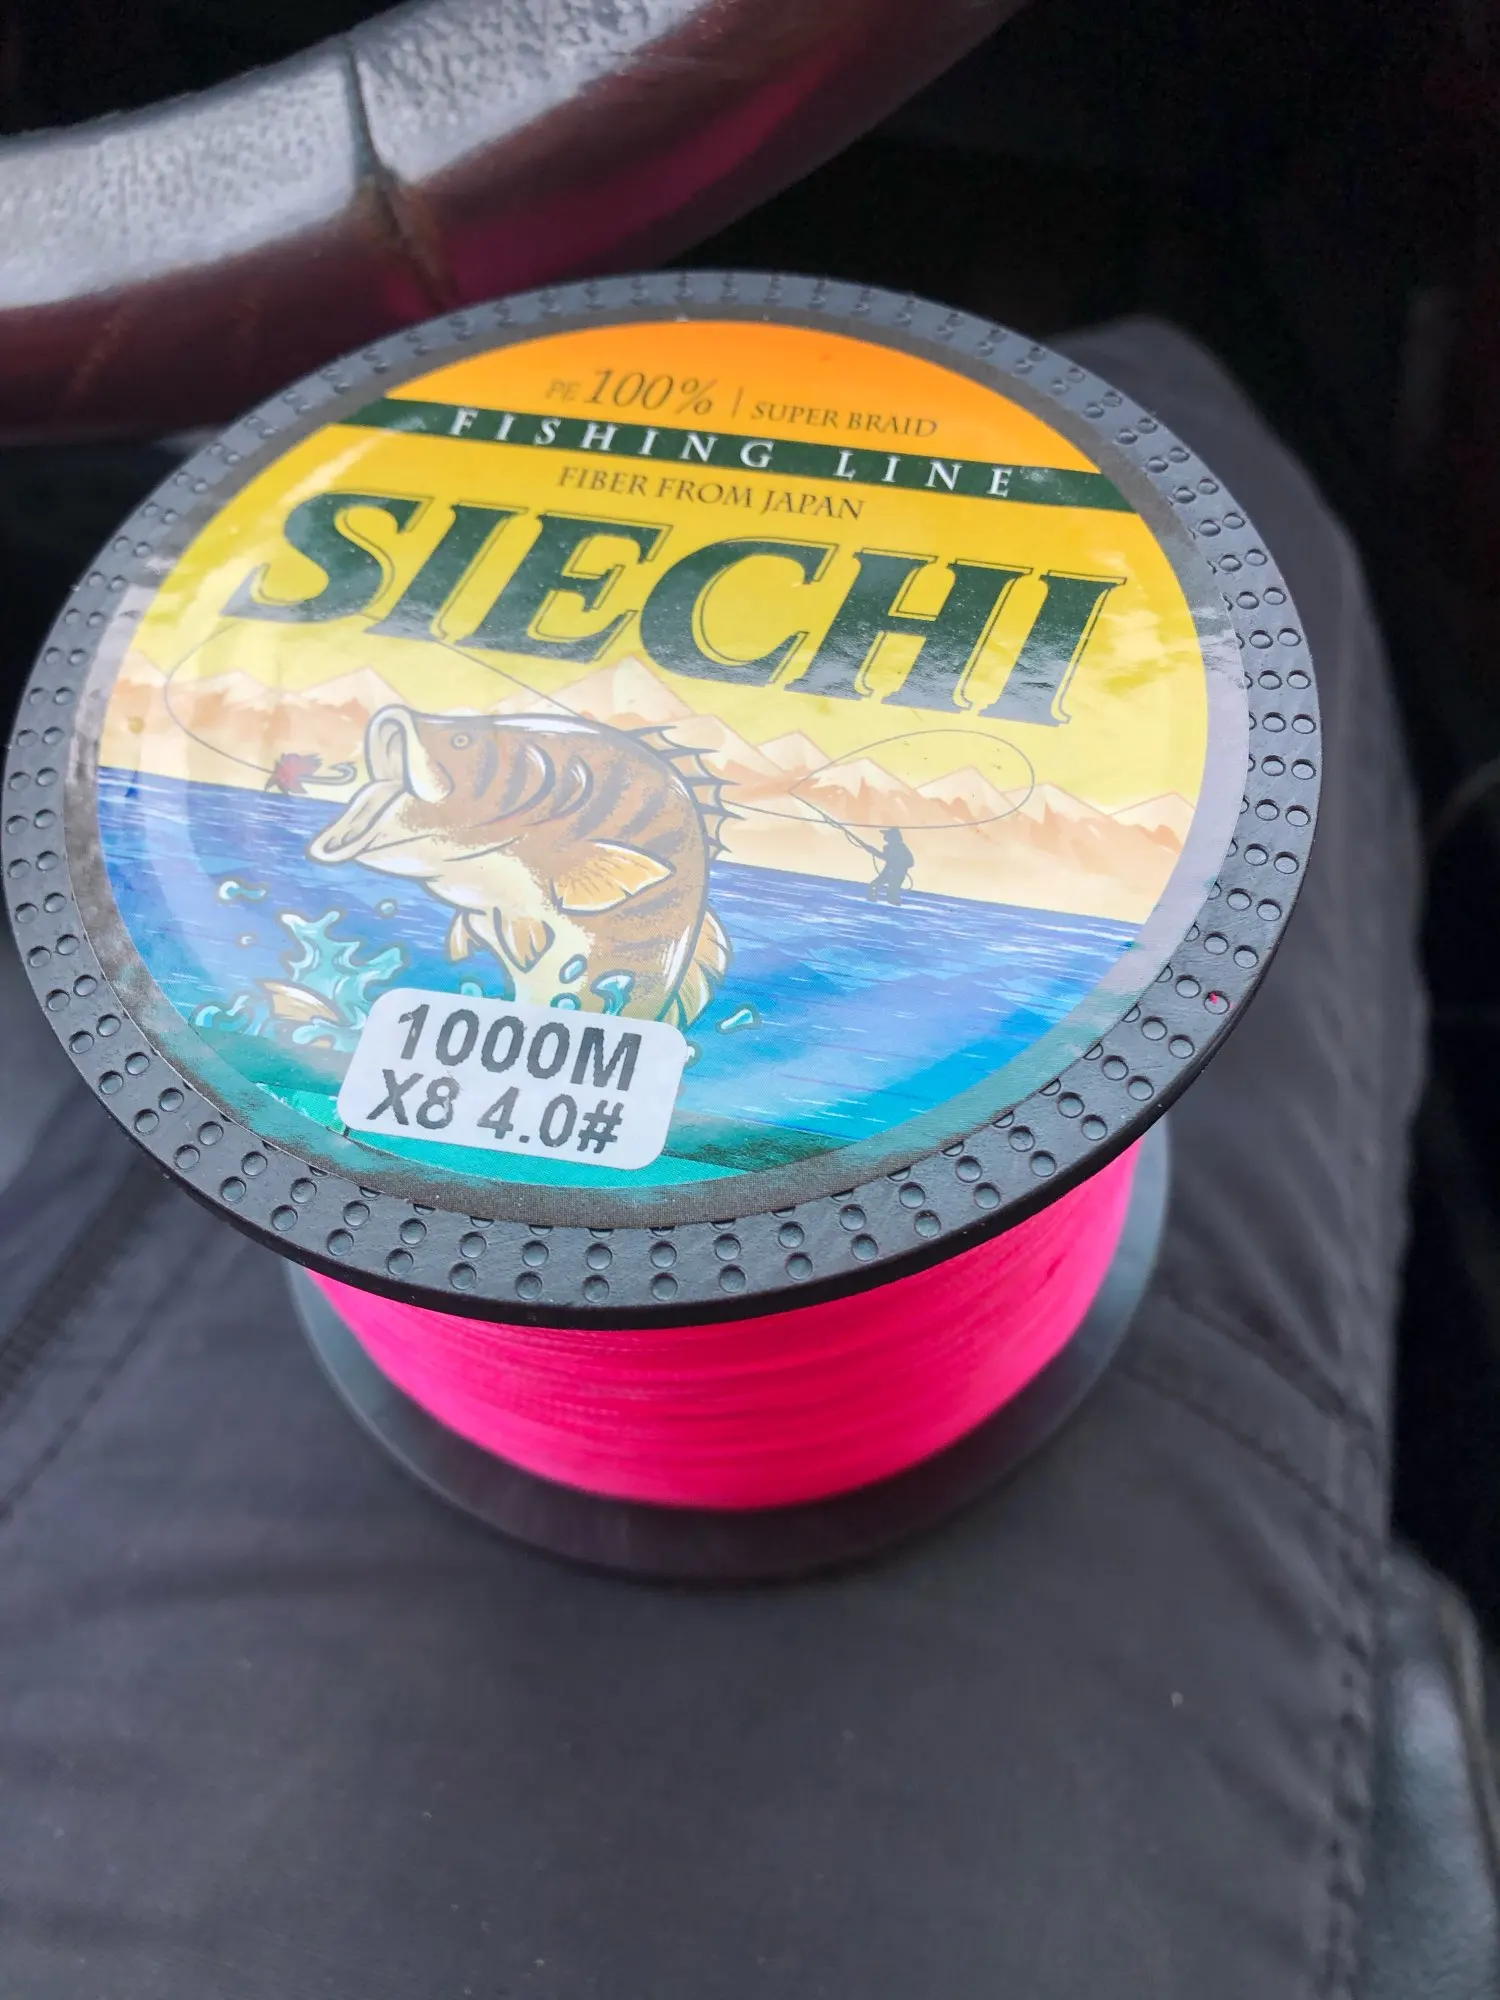 PE 100% | SUPER BRAID
FISHING LINE
FIBER FROM JAPAN
SIECHI
1000M
X8 4.0#